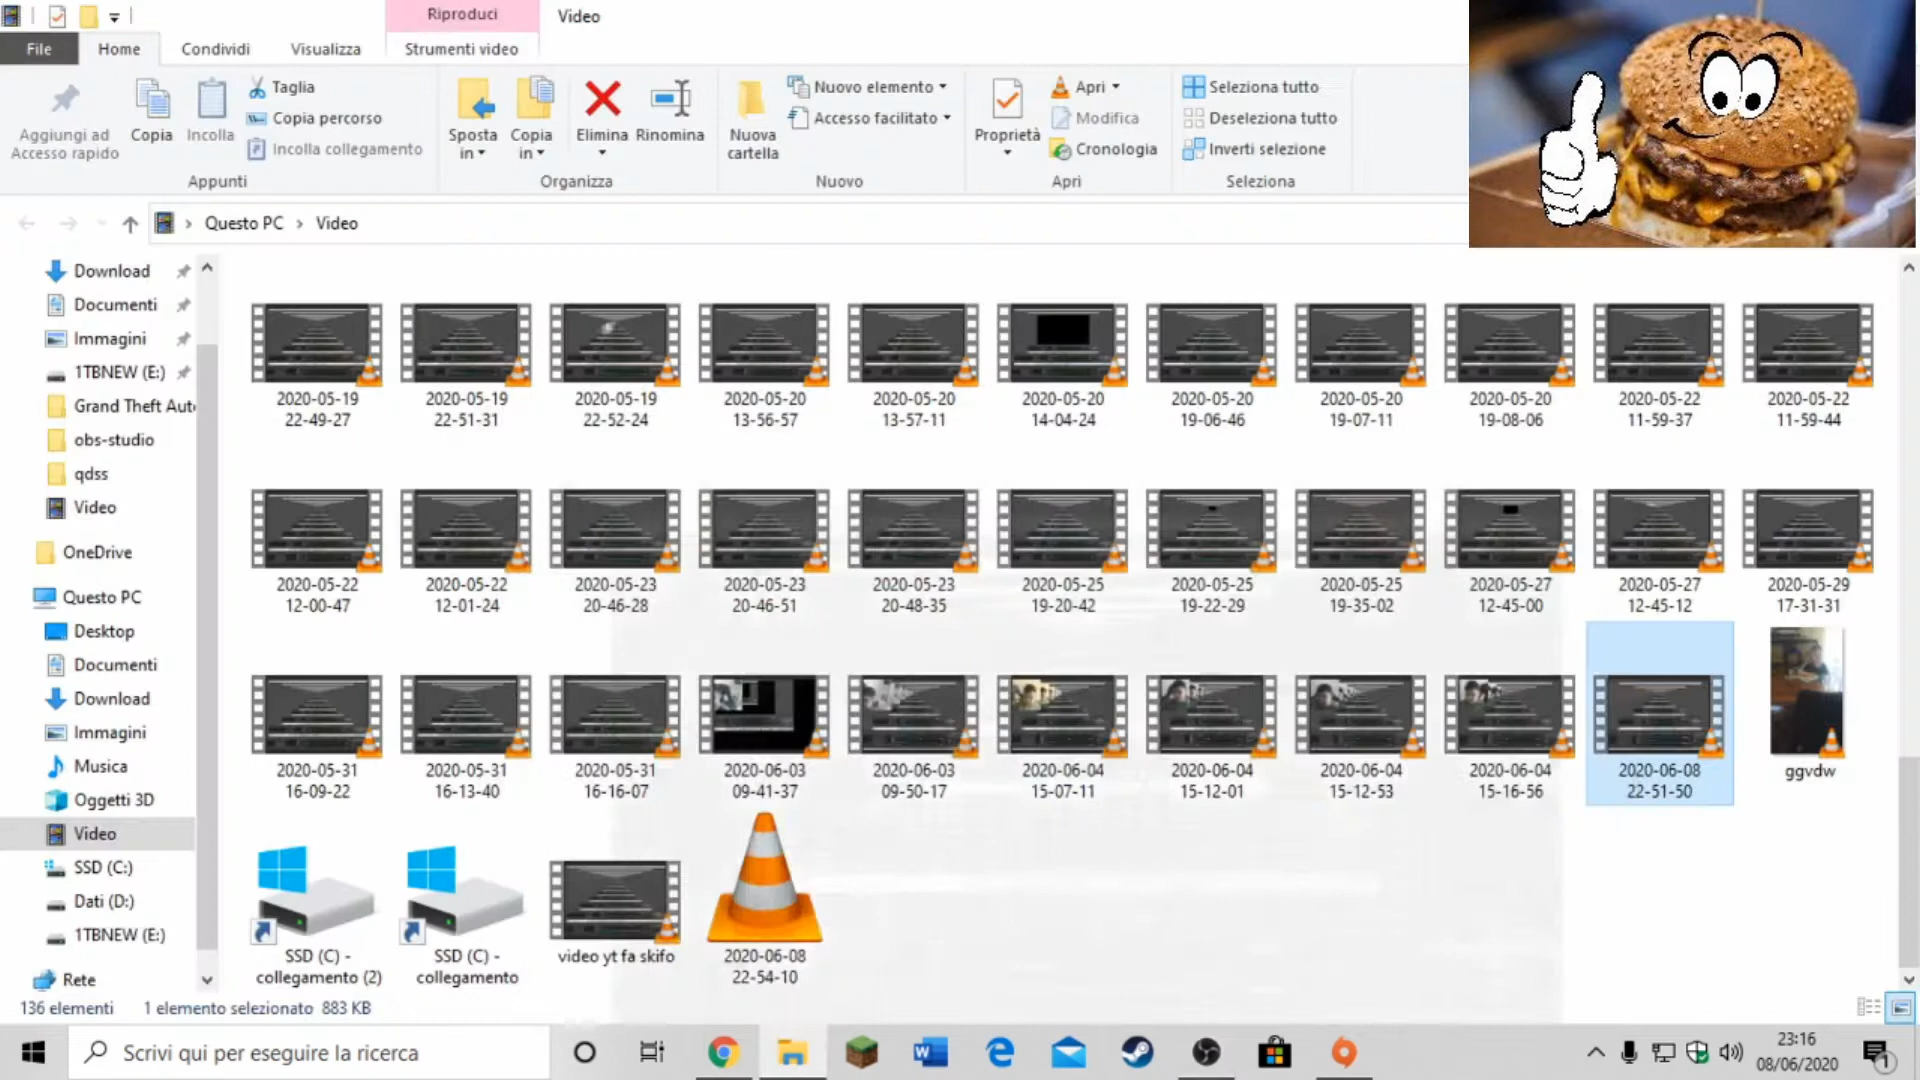 Riproduci
Video
File
Home
Condividi
Visualizza
Strumenti video
Aggiungi ad
Accesso rapido
Copia
Incolla
Taglia
Copia percorso
Incolla collegamento
Appunti
Sposta
in
Copia
in
Elimina
Rinomina
Organizza
Nuova
cartella
Nuovo elemento
Accesso facilitato
Nuovo
Proprietà
Apri
Modifica
Cronologia
Apri
Seleziona tutto
Deseleziona tutto
Inverti selezione
Seleziona
Questo PC
Video
Download
Documenti
Immagini
1TBNEW (E:)
Grand Theft Aut
obs-studio
qdss
Video
OneDrive
Questo PC
Desktop
Documenti
Download
Immagini
Musica
Oggetti 3D
Video
SSD (C:)
Dati (D:)
1TBNEW (E:)
Rete
2020-05-19
22-49-27
2020-05-19
22-51-31
2020-05-19
22-52-24
2020-05-20
13-56-57
2020-05-20
13-57-11
2020-05-20
14-04-24
2020-05-20
19-06-46
2020-05-20
19-07-11
2020-05-20
19-08-06
2020-05-22
11-59-37
2020-05-22
11-59-44
2020-05-22
12-00-47
2020-05-22
12-01-24
2020-05-23
20-46-28
2020-05-23
20-46-51
2020-05-23
20-48-35
2020-05-25
19-20-42
2020-05-25
19-22-29
2020-05-25
19-35-02
2020-05-27
12-45-00
2020-05-27
12-45-12
2020-05-29
17-31-31
2020-05-31
16-09-22
2020-05-31
16-13-40
2020-05-31
16-16-07
2020-06-03
09-41-37
2020-06-03
09-50-17
2020-06-04
15-07-11
2020-06-04
15-12-01
2020-06-04
15-12-53
2020-06-04
15-16-56
2020-06-08
22-51-50
ggvdw
SSD (C) -
collegamento (2)
SSD (C) -
collegamento
video yt fa skifo
2020-06-08
22-54-10
136 elementi
1 elemento selezionato 883 KB
Scrivi qui per eseguire la ricerca
23:16
08/06/2020
1